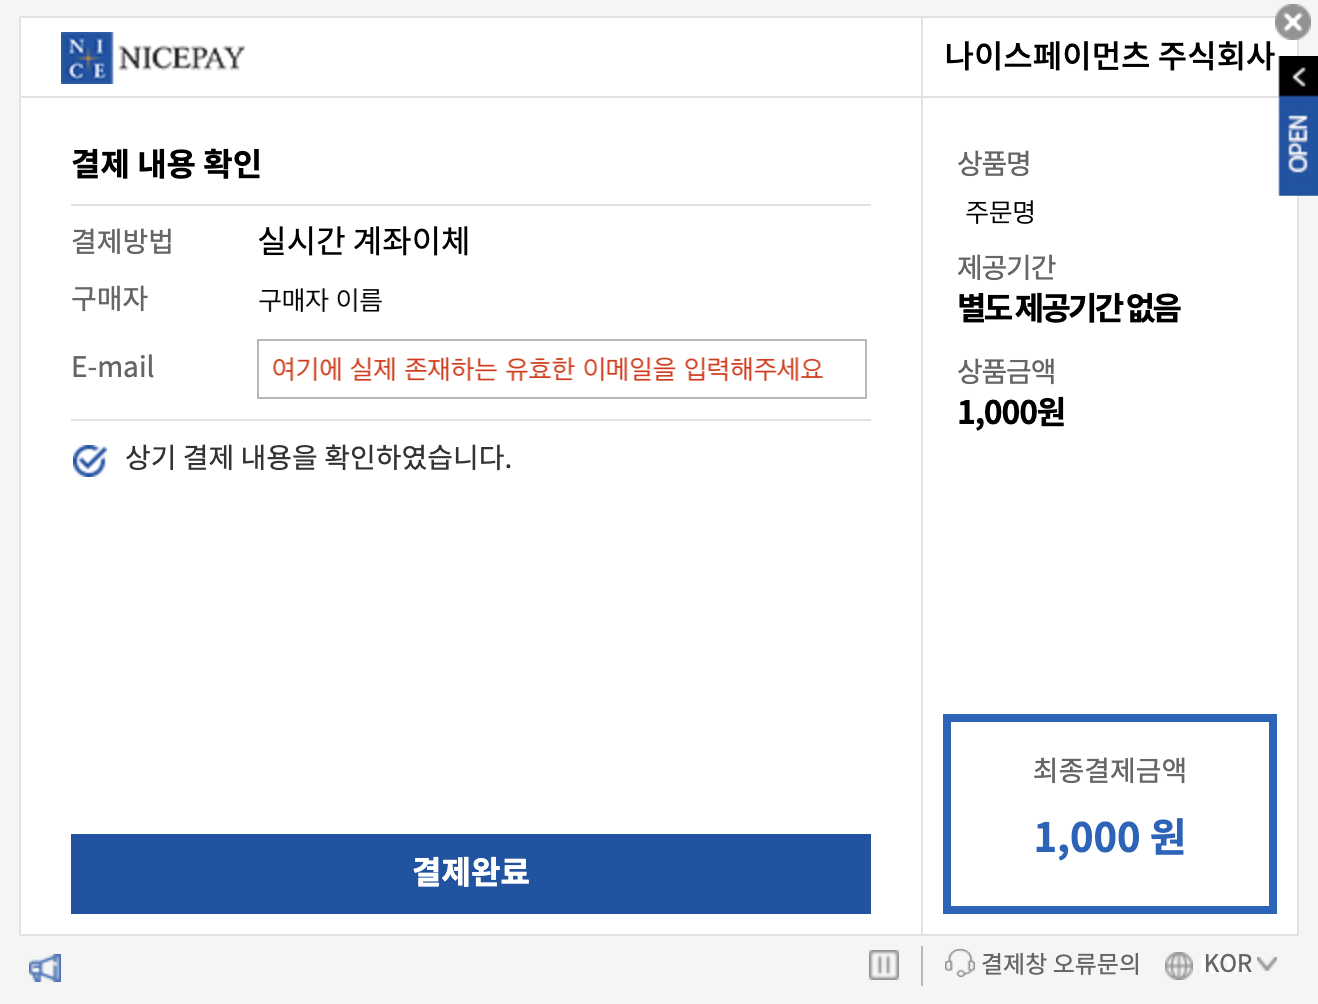 NICE NICEPAY
나이스페이먼츠 주식회사
OPEN
결제 내용 확인
결제방법 실시간 계좌이체
구매자 구매자 이름
E-mail 여기에 실제 존재하는 유효한 이메일을 입력해주세요
상기 결제 내용을 확인하였습니다.
결제완료
상품명
주문명
제공기간
별도 제공기간 없음
상품금액
1,000원
최종결제금액
1,000 원
결제창 오류문의 KOR